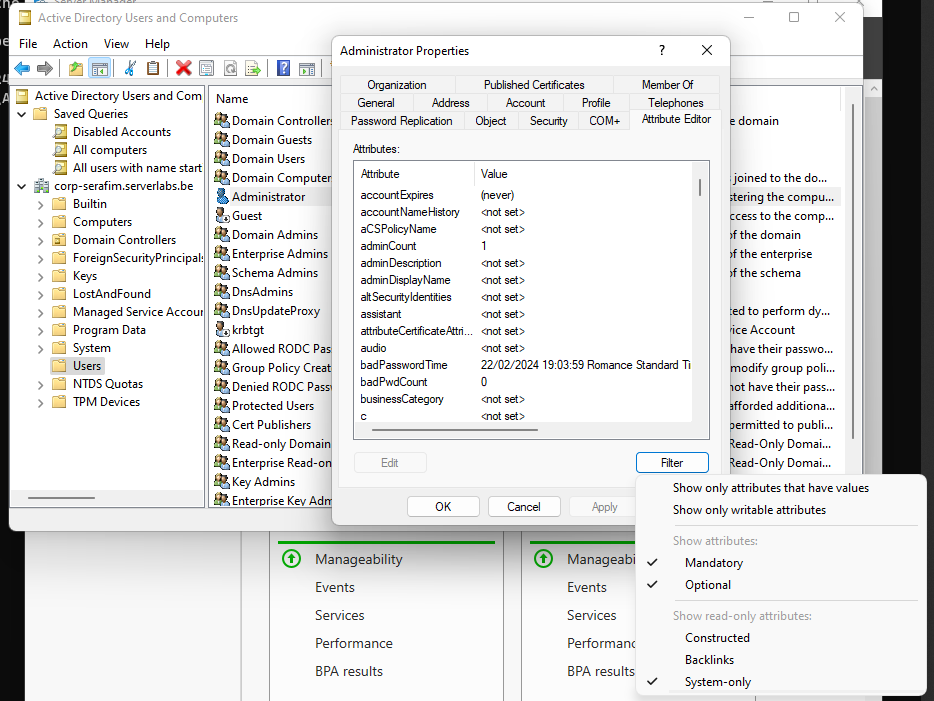 Server Manager
Active Directory Users and Computers
File Action View Help
Active Directory Users and Com
Saved Queries
Disabled Accounts
All computers
All users with name start
corp-serafim.serverlabs.be
Builtin
Computers
Domain Controllers
ForeignSecurityPrincipals
Keys
LostAndFound
Managed Service Accour
Program Data
System
Users
NTDS Quotas
TPM Devices
Name
Domain Controllers
Domain Guests
Domain Users
Domain Computer
Administrator
Guest
Domain Admins
Enterprise Admins
Schema Admins
DnsAdmins
DnsUpdateProxy
krbtgt
Allowed RODC Pas
Group Policy Creat
Denied RODC Pass
Protected Users
Cert Publishers
Read-only Domain
Enterprise Read-on
Key Admins
Enterprise Key Adm
e domain
joined to the do...
stering the compu...
ccess to the comp...
of the domain
of the enterprise
of the schema
ted to perform dy...
vice Account
have their passwo...
modify group poli...
not have their pass...
afforded additiona...
permitted to publi...
Read-Only Domai...
Read-Only Domai...
Administrator Properties
? 
Organization Published Certificates Member Of
General Address Account Profile Telephones
Password Replication Object Security COM+ Attribute Editor
Attributes:
Attribute Value
accountExpires (never)
accountNameHistory <not set>
aCSPolicyName <not set>
adminCount 1
adminDescription <not set>
adminDisplayName <not set>
altSecurityIdentities <not set>
assistant <not set>
attributeCertificateAttri... <not set>
audio <not set>
badPasswordTime 22/02/2024 19:03:59 Romance Standard Ti
badPwdCount 0
businessCategory <not set>
c <not set>
Edit Filter
OK Cancel Apply
Show only attributes that have values
Show only writable attributes
Show attributes:
Mandatory
Optional
Show read-only attributes:
Constructed
Backlinks
System-only
Manageability
Events
Services
Performance
BPA results
Manageabi
Events
Services
Performanc
BPA results